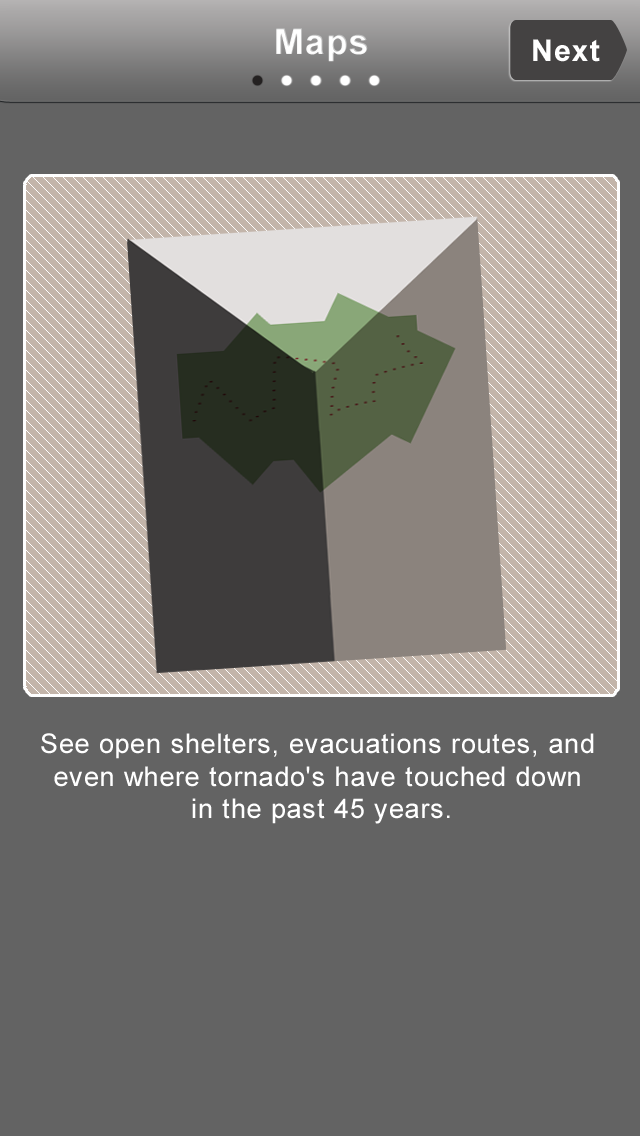 Maps
Next
See open shelters, evacuations routes, and
even where tornado's have touched down
in the past 45 years.